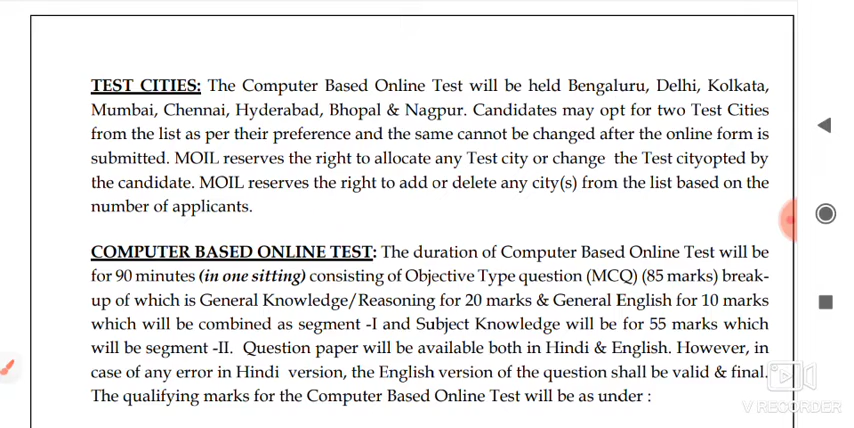 TEST CITIES: The Computer Based Online Test will be held Bengaluru, Delhi, Kolkata,
Mumbai, Chennai, Hyderabad, Bhopal & Nagpur. Candidates may opt for two Test Cities
from the list as per their preference and the same cannot be changed after the online form is
submitted. MOIL reserves the right to allocate any Test city or change the Test cityopted by
the candidate. MOIL reserves the right to add or delete any city(s) from the list based on the
number of applicants.
COMPUTER BASED ONLINE TEST: The duration of Computer Based Online Test will be
for 90 minutes (in one sitting) consisting of Objective Type question (MCQ) (85 marks) break-
up of which is General Knowledge/Reasoning for 20 marks & General English for 10 marks
which will be combined as segment -I and Subject Knowledge will be for 55 marks which
will be segment -II. Question paper will be available both in Hindi & English. However, in
case of any error in Hindi version, the English version of the question shall be valid & final.
The qualifying marks for the Computer Based Online Test will be as under :
V RECORDER